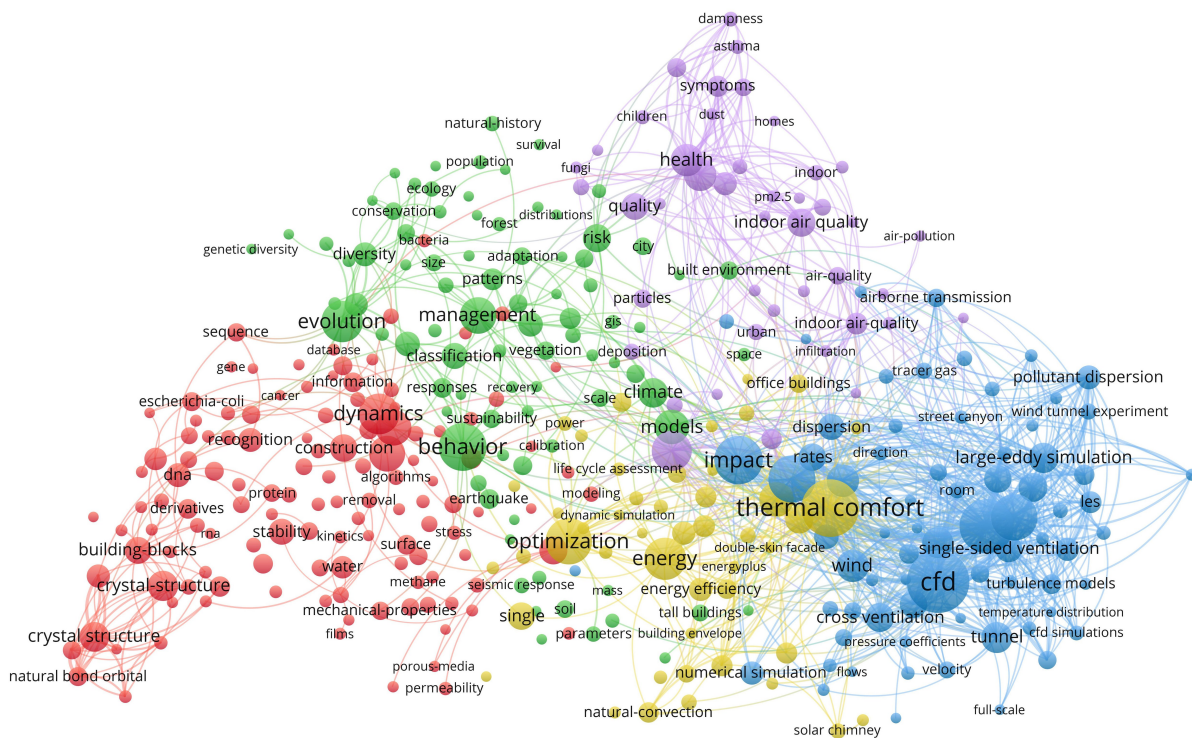 dampness
asthma
symptoms
dust
children
homes
natural-history
survival
population
fungi
health
indoor
ecology
pm2.5
conservation
distributions
quality
forest
indoor air quality
bacteria
risk
city
air-pollution
genetic diversity
diversity
size
adaptation
patterns
built environment
air-quality
particles
airborne transmission
evolution
management
gis
indoor air-quality
sequence
urban
database
classification
vegetation
deposition
space
infiltration
gene
information
tracer gas
pollutant dispersion
cancer
responses
recovery
climate
office buildings
escherichia-coli
scale
dynamics
sustainability
power
street canyon
wind tunnel experiment
models
dispersion
recognition
construction
behavior
calibration
impact
rates
direction
large-eddy simulation
dna
algorithms
life cycle assessment
protein
removal
earthquake
modeling
room
derivatives
thermal comfort
les
dynamic simulation
rna
stability
kinetics
stress
building-blocks
surface
optimization
double-skin facade
single-sided ventilation
water
energy
energyplus
wind
crystal-structure
methane
seismic response
mass
energy efficiency
cfd
turbulence models
mechanical-properties
single
soil
tall buildings
cross ventilation
temperature distribution
films
parameters
building envelope
crystal structure
pressure coefficients
tunnel
cfd simulations
porous-media
natural bond orbital
permeability
numerical simulation
flows
velocity
natural-convection
full-scale
solar chimney